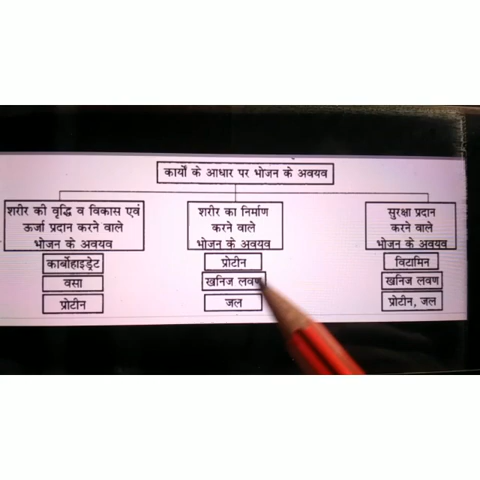 कार्यों के आधार पर भोजन के अवयव
शरीर की वृद्धि व विकास एवं
ऊर्जा प्रदान करने वाले
भोजन के अवयव
कार्बोहाइड्रेट
वसा
प्रोटीन
शरीर का निर्माण
करने वाले
भोजन के अवयव
प्रोटीन
खनिज लवण
जल
सुरक्षा प्रदान
करने वाले
भोजन के अवयव
विटामिन
खनिज लवण
प्रोटीन, जल